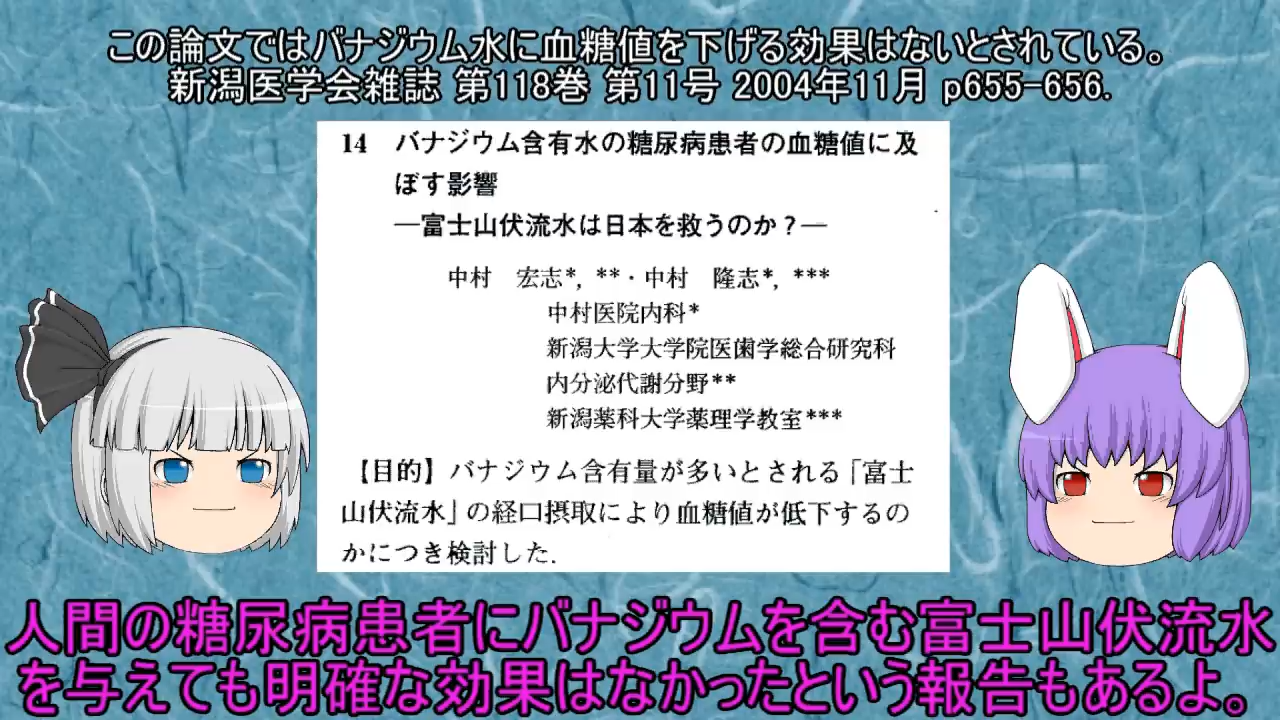 この論文ではバナジウム水に血糖値を下げる効果はないとされている。
新潟医学会雑誌 第118巻 第11号 2004年11月 p655-656.
14 バナジウム含有水の糖尿病患者の血糖値に及
ぼす影響
―富士山伏流水は日本を救うのか？―
中村 宏志*, **・中村 隆志*, ***
中村医院内科*
新潟大学大学院医歯学総合研究科
内分泌代謝分野**
新潟薬科大学薬理学教室***
【目的】バナジウム含有量が多いとされる「富士
山伏流水」の経口摂取により血糖値が低下するの
かにつき検討した.
人間の糖尿病患者にバナジウムを含む富士山伏流水
を与えても明確な効果はなかったという報告もあるよ。